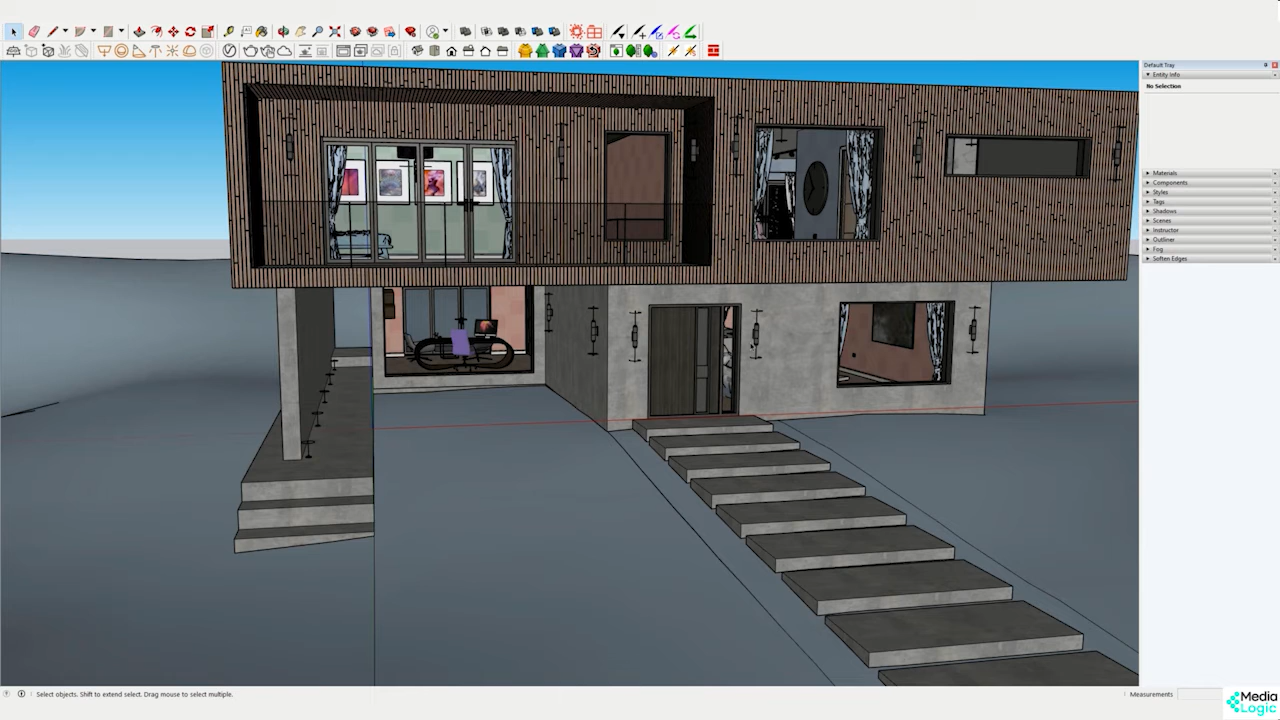 Default Tray
Entity Info
No Selection
Materials
Components
Styles
Tags
Shadows
Scenes
Instructor
Outliner
Fog
Soften Edges
Select objects. Shift to extend select. Drag mouse to select multiple.
Measurements
Media
Logic